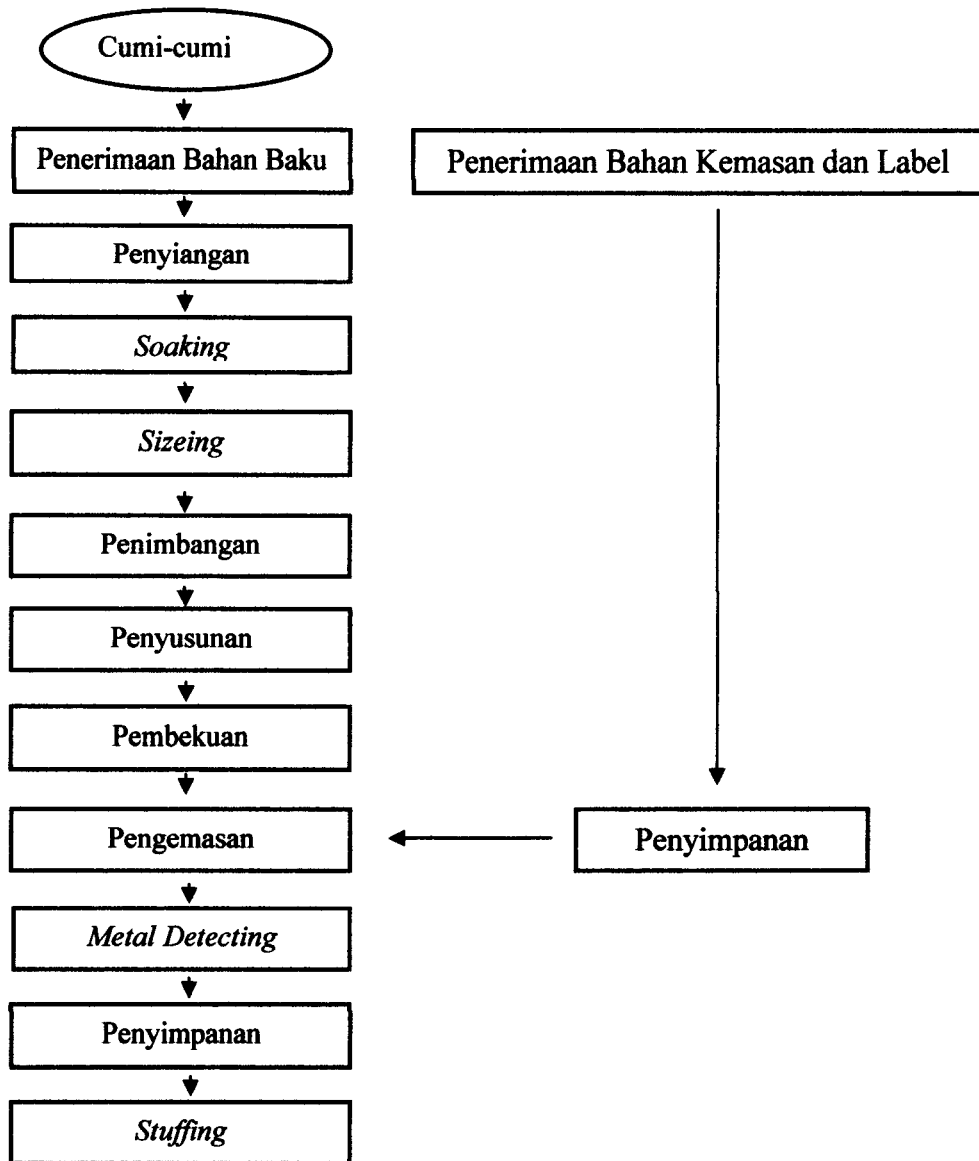 Cumi-cumi
Penerimaan Bahan Baku
Penerimaan Bahan Kemasan dan Label
Penyiangan
Soaking
Sizeing
Penimbangan
Penyusunan
Pembekuan
Pengemasan
Penyimpanan
Metal Detecting
Penyimpanan
Stuffing